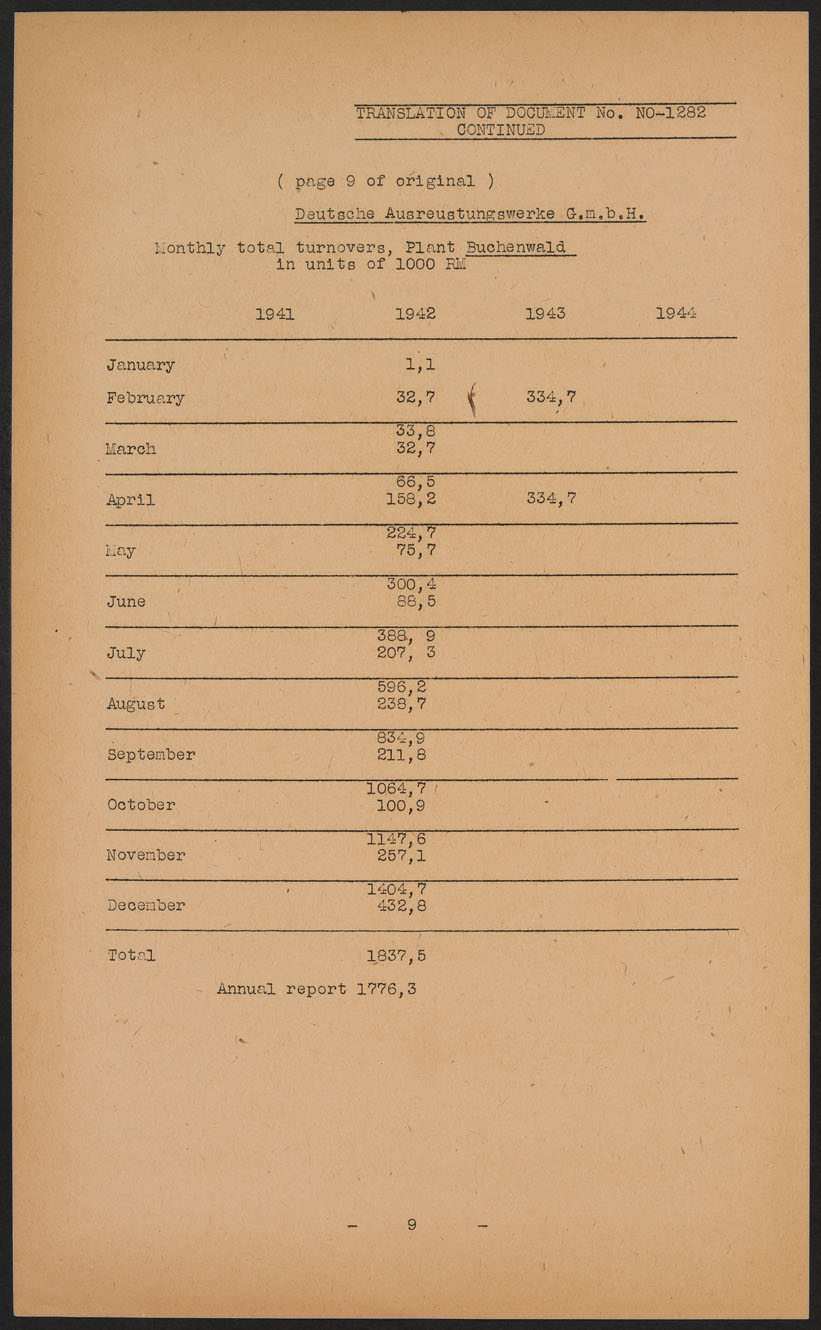 TRANSLATION OF DOCUMENT No. NO-1282
CONTINUED
( page 9 of original )
Deutsche Ausreustungswerke G.m.b.H.
Monthly total turnovers, Plant Buchenwald
in units of 1000 RM
1941 1942 1943 1944
January 1,1
February 32,7 334,7
33,8
March 32,7
66,5
April 158,2 334,7
224,7
May 75,7
300,4
June 88,5
388, 9
July 207, 3
596,2
August 238,7
834,9
September 211,8
1064,7
October 100,9
1147,6
November 257,1
1404,7
December 432,8
Total 1837,5
Annual report 1776,3
- 9 -